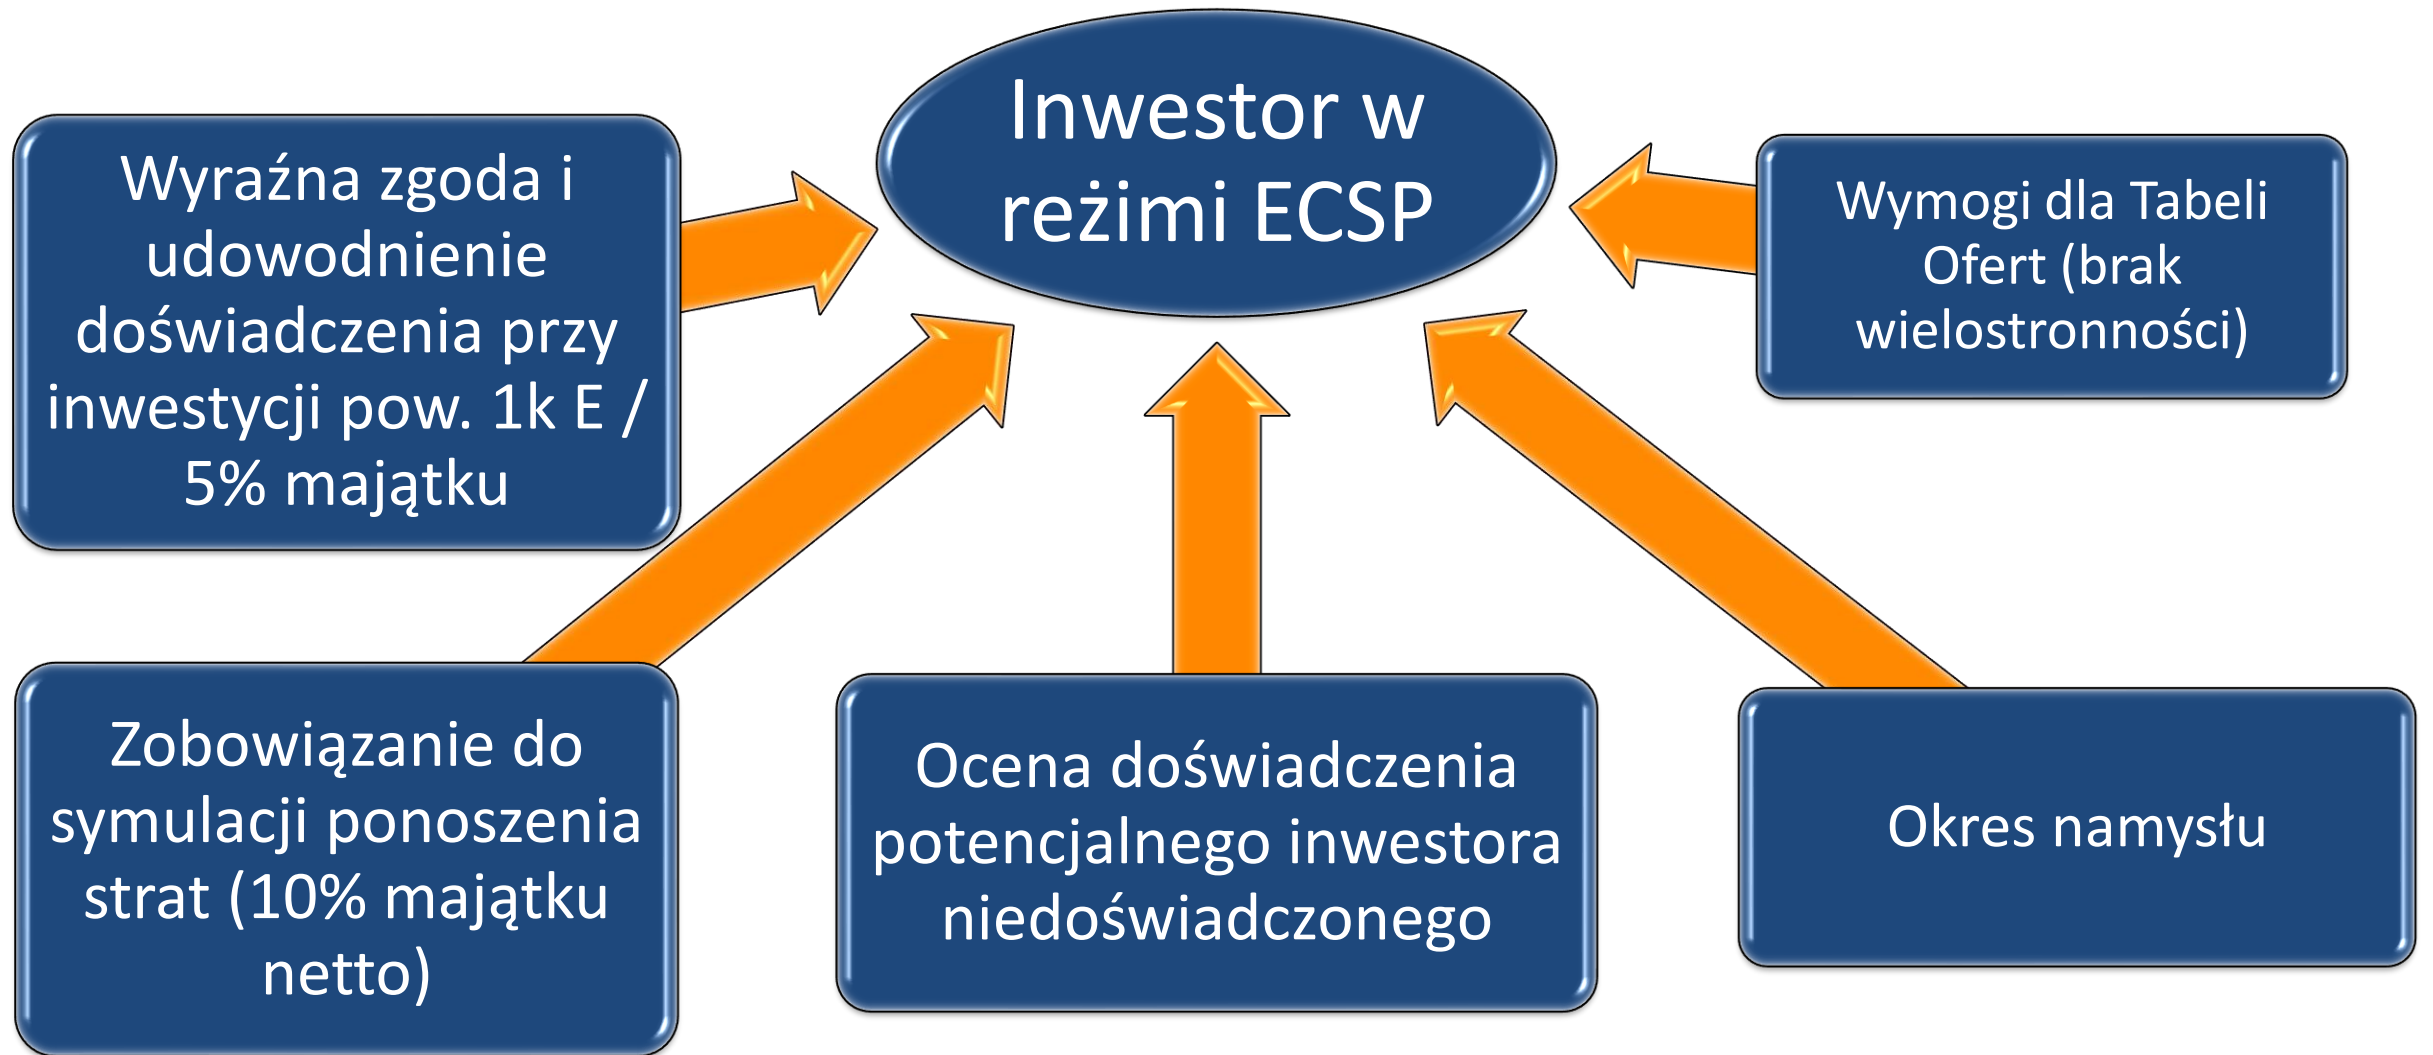 Inwestor w
reżimi ECSP
Wyraźna zgoda i
udowodnienie
doświadczenia przy
inwestycji pow. 1k E /
5% majątku
Wymogi dla Tabeli
Ofert (brak
wielostronności)
Zobowiązanie do
symulacji ponoszenia
strat (10% majątku
netto)
Ocena doświadczenia
potencjalnego inwestora
niedoświadczonego
Okres namysłu